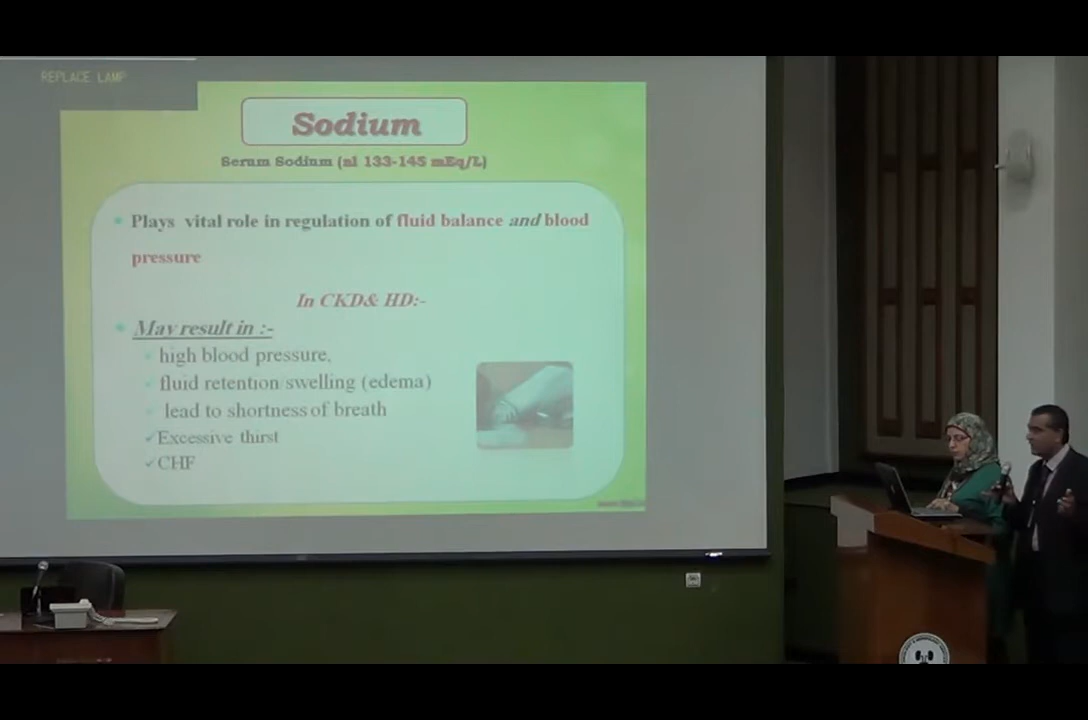 REPLACE LAMP
Sodium
Serum Sodium (nl 133-145 mEq/L)
Plays vital role in regulation of fluid balance and blood
pressure
In CKD& HD:-
May result in :-
high blood pressure,
fluid retention swelling (edema)
lead to shortness of breath
Excessive thirst
CHF